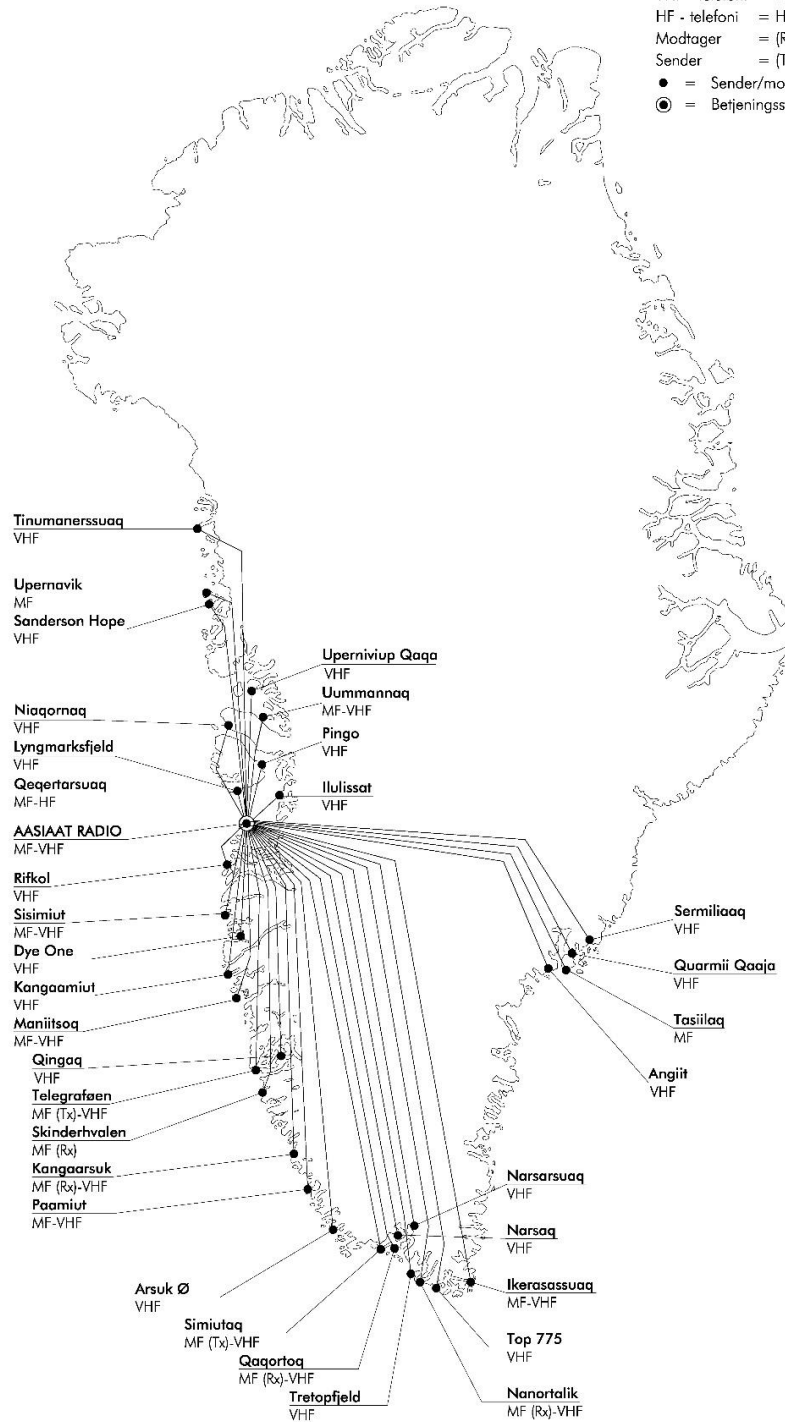 HF - telefoni = H
Modtager = (R
Sender = (T
● = Sender/mo
◉ = Betjeningss
Tinumanerssuaq
VHF
Upernavik
MF
Sanderson Hope
VHF
Uperniviup Qaqa
VHF
Uummannaq
MF-VHF
Niaqornaq
VHF
Pingo
VHF
Lyngmarksfjeld
VHF
Qeqertarsuaq
MF-HF
Ilulissat
VHF
AASIAAT RADIO
MF-VHF
Rifkol
VHF
Sisimiut
MF-VHF
Dye One
VHF
Kangaamiut
VHF
Maniitsoq
MF-VHF
Qingaq
VHF
Telegraføen
MF (Tx)-VHF
Skinderhvalen
MF (Rx)
Kangaarsuk
MF (Rx)-VHF
Paamiut
MF-VHF
Sermiliaaq
VHF
Quarmii Qaaja
VHF
Tasiilaq
MF
Angiit
VHF
Narsarsuaq
VHF
Narsaq
VHF
Ikerasassuaq
MF-VHF
Arsuk Ø
VHF
Simiutaq
MF (Tx)-VHF
Qaqortoq
MF (Rx)-VHF
Tretopfjeld
VHF
Top 775
VHF
Nanortalik
MF (Rx)-VHF